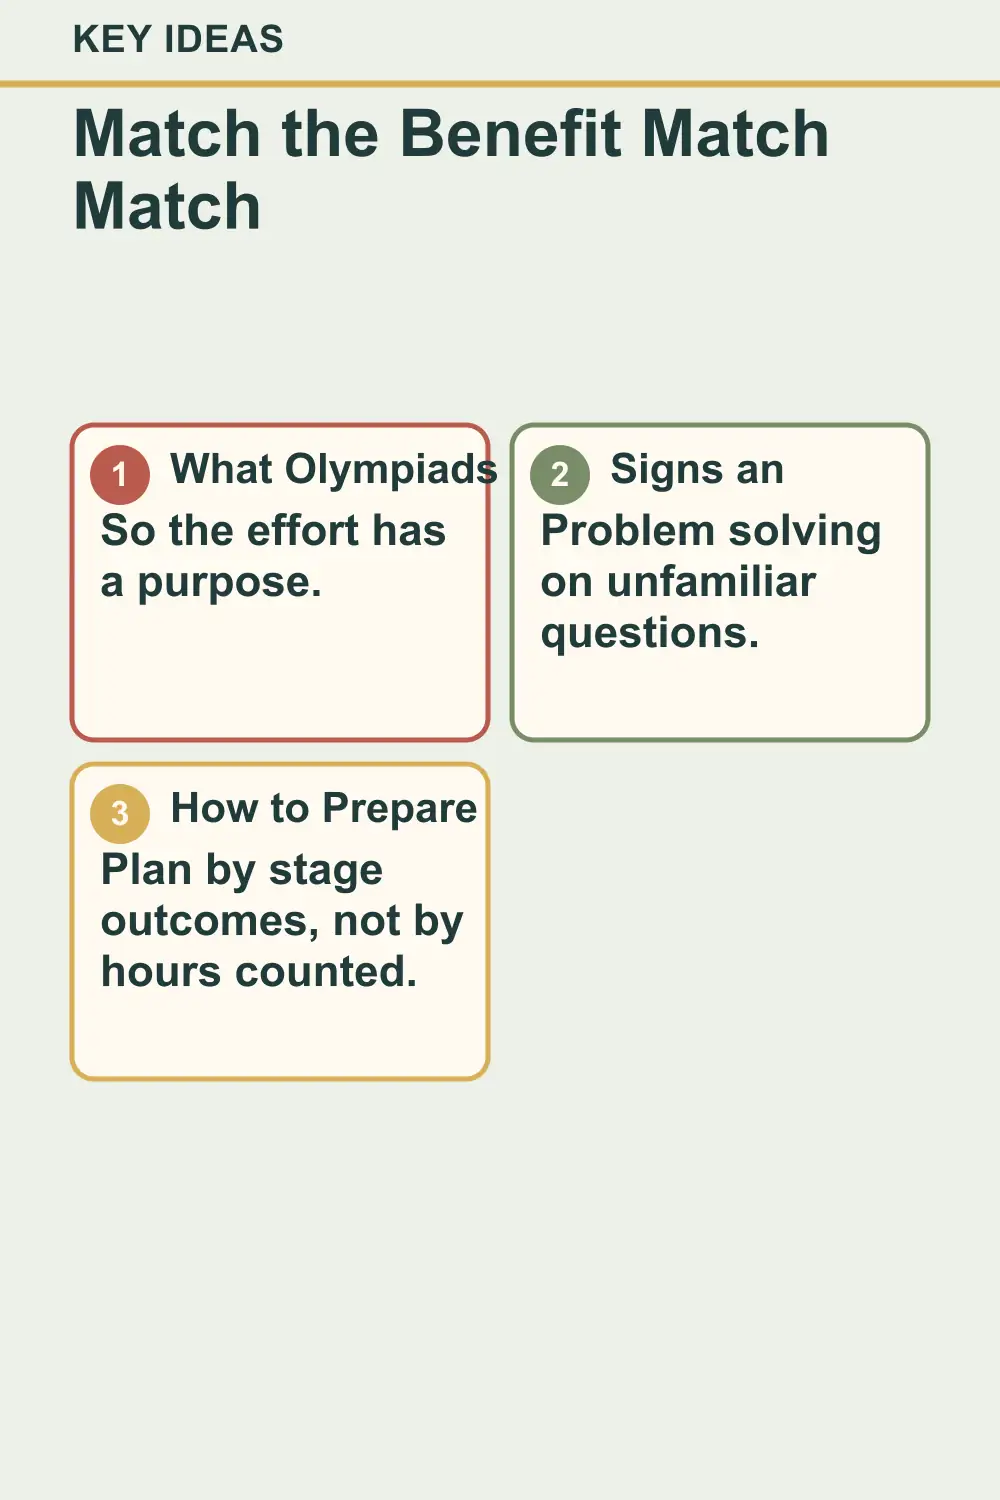 KEY IDEAS
Match the Benefit Match
Match
1 What Olympiads
So the effort has
a purpose.
2 Signs an
Problem solving
on unfamiliar
questions.
3 How to Prepare
Plan by stage
outcomes, not by
hours counted.